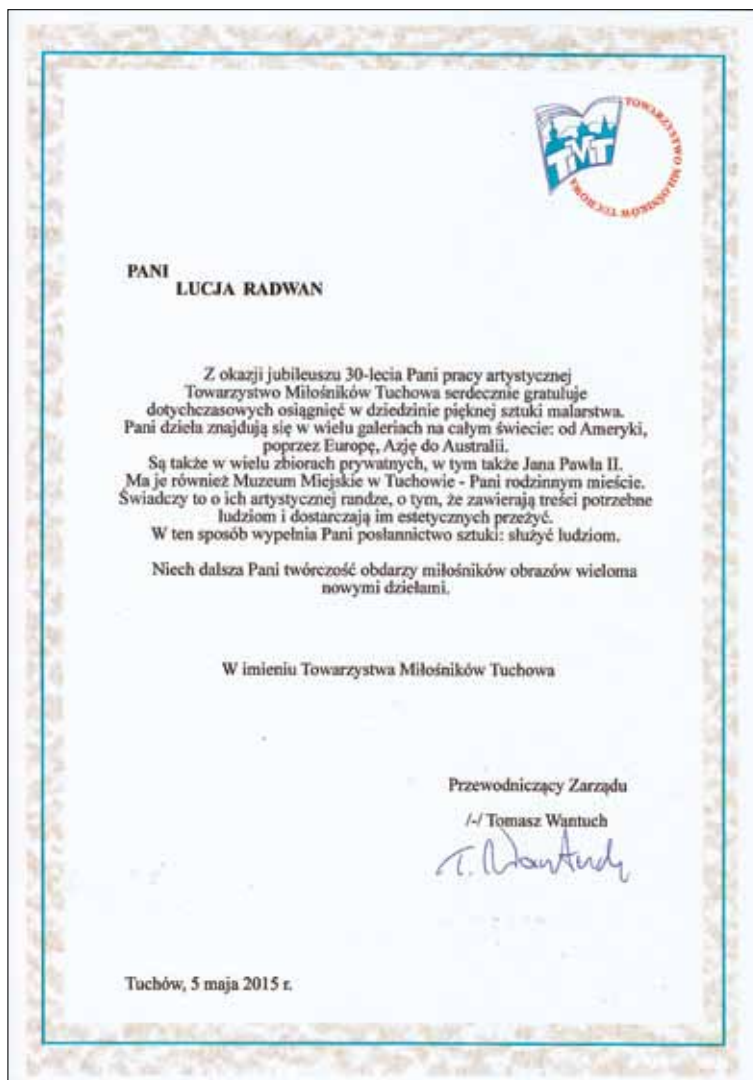 TMT
TOWARZYSTWO MIŁOŚNIKÓW TUCHOWA
PANI
LUCJA RADWAN
Z okazji jubileuszu 30-lecia Pani pracy artystycznej
Towarzystwo Miłośników Tuchowa serdecznie gratuluje
dotychczasowych osiągnięć w dziedzinie pięknej sztuki malarstwa.
Pani dzieła znajdują się w wielu galeriach na całym świecie: od Ameryki,
poprzez Europę, Azję do Australii.
Są także w wielu zbiorach prywatnych, w tym także Jana Pawła II.
Ma je również Muzeum Miejskie w Tuchowie - Pani rodzinnym mieście.
Świadczy to o ich artystycznej randze, o tym, że zawierają treści potrzebne
ludziom i dostarczają im estetycznych przeżyć.
W ten sposób wypełnia Pani posłannictwo sztuki: służyć ludziom.
Niech dalsza Pani twórczość obdarzy miłośników obrazów wieloma
nowymi dziełami.
W imieniu Towarzystwa Miłośników Tuchowa
Przewodniczący Zarządu
/-/ Tomasz Wantuch
T. Wantuch
Tuchów, 5 maja 2015 r.